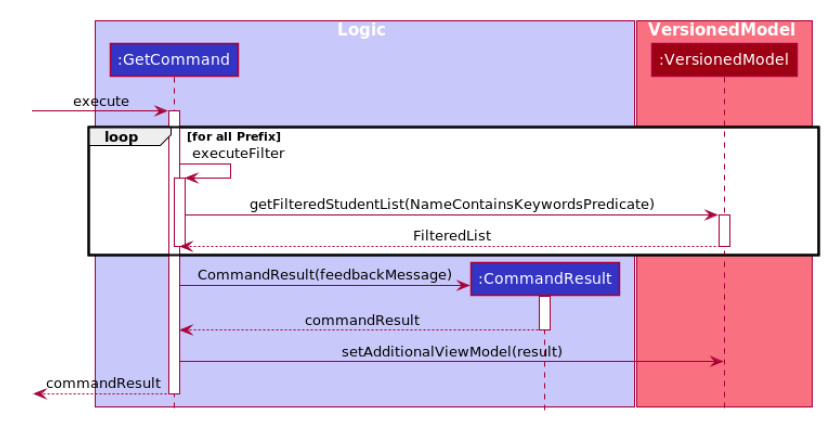 Logic
VersionedModel
:GetCommand
:VersionedModel
execute
loop
[for all Prefix]
executeFilter
getFilteredStudentList(NameContainsKeywordsPredicate)
FilteredList
CommandResult(feedbackMessage)
:CommandResult
commandResult
setAdditionalViewModel(result)
commandResult